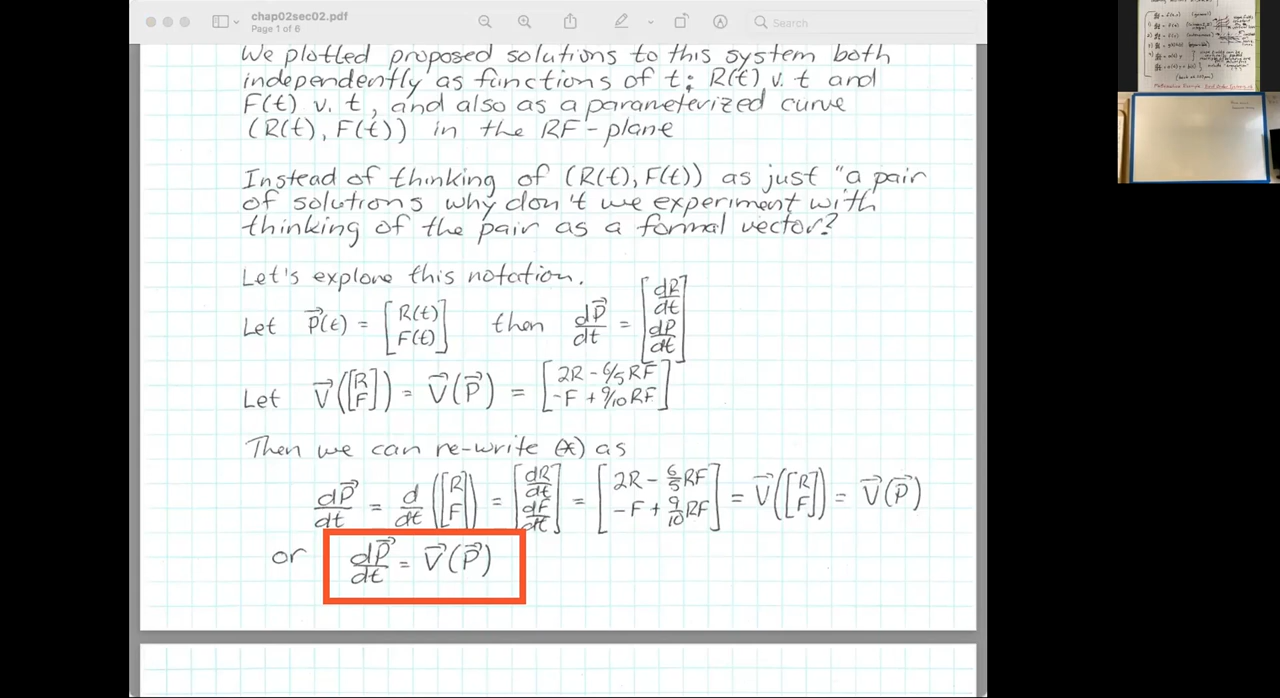 chap02sec02.pdf
Page 1 of 6
Search
We plotted proposed solutions to this system both
independently as functions of t: R(t) v. t and
F(t) v. t, and also as a parameterized curve
(R(t), F(t)) in the RF-plane
Instead of thinking of (R(t), F(t)) as just "a pair
of solutions why don't we experiment with
thinking of the pair as a formal vector?
Let's explore this notation.
Let P⃗(t) = [R(t) F(t)] then dP⃗/dt = [dR/dt dP/dt]
Let V⃗([R F]) = V⃗(P⃗) = [2R - 6/5 RF -F + 9/10 RF]
Then we can re-write (*) as
dP⃗/dt = d/dt([R F]) = [dR/dt dF/dt] = [2R - 6/5 RF -F + 9/10 RF] = V⃗([R F]) = V⃗(P⃗)
or dP⃗/dt = V⃗(P⃗)